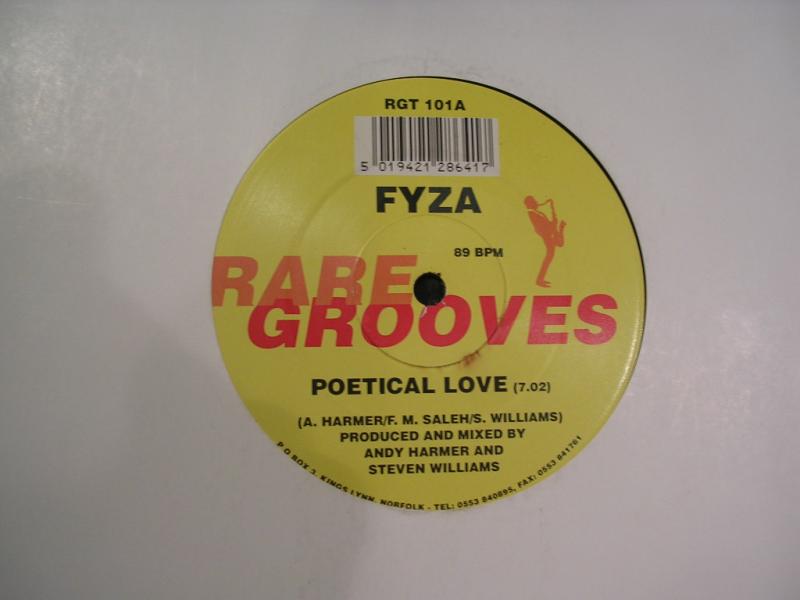 RGT 101A
5 019421 286417
FYZA
89 BPM
RARE
GROOVES
POETICAL LOVE (7.02)
(A. HARMER/F. M. SALEH/S. WILLIAMS)
PRODUCED AND MIXED BY
ANDY HARMER AND
STEVEN WILLIAMS
P O BOX 3, KINGS LYNN, NORFOLK - TEL: 0553 840895, FAX: 0553 841761